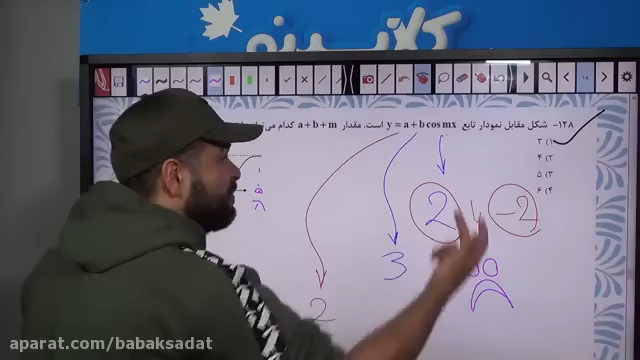 کلاسینو
۱۲۸- شکل مقابل نمودار تابع y = a + b cos mx است. مقدار a + b + m کدام می
۱) ۳
۲) ۴
۳) ۵
۴) ۶
2 -2
3
2
aparat.com/babaksadat